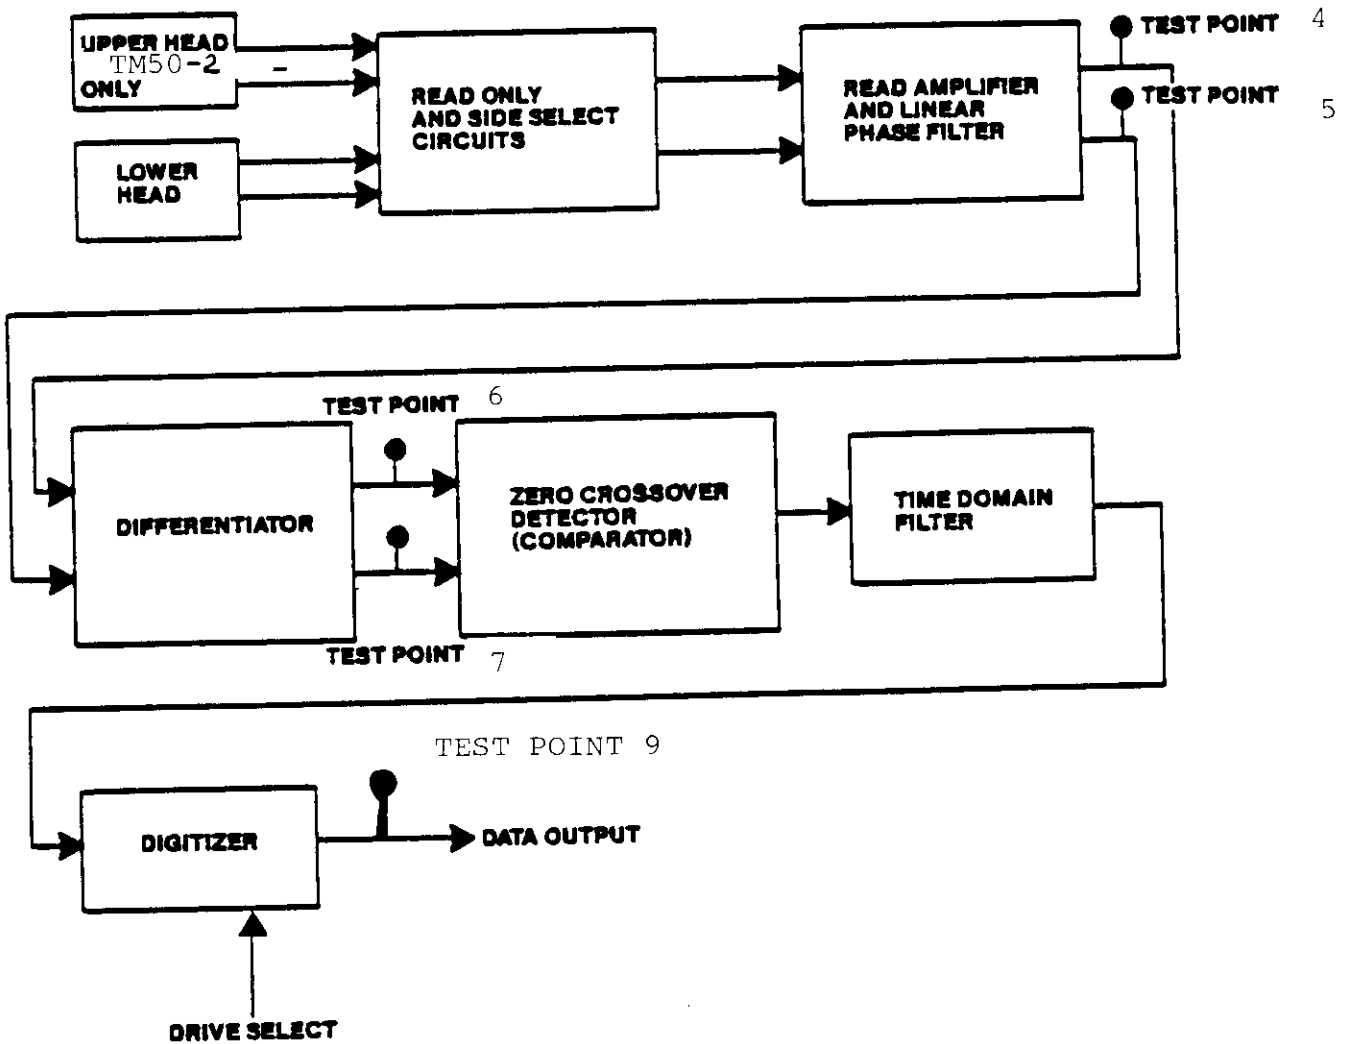 UPPER HEAD
TM50-2 -
ONLY
LOWER
HEAD
READ ONLY
AND SIDE SELECT
CIRCUITS
READ AMPLIFIER
AND LINEAR
PHASE FILTER
TEST POINT 4
TEST POINT 5
TEST POINT 6
DIFFERENTIATOR
TEST POINT 7
ZERO CROSSOVER
DETECTOR
(COMPARATOR)
TIME DOMAIN
FILTER
TEST POINT 9
DIGITIZER
DATA OUTPUT
DRIVE SELECT